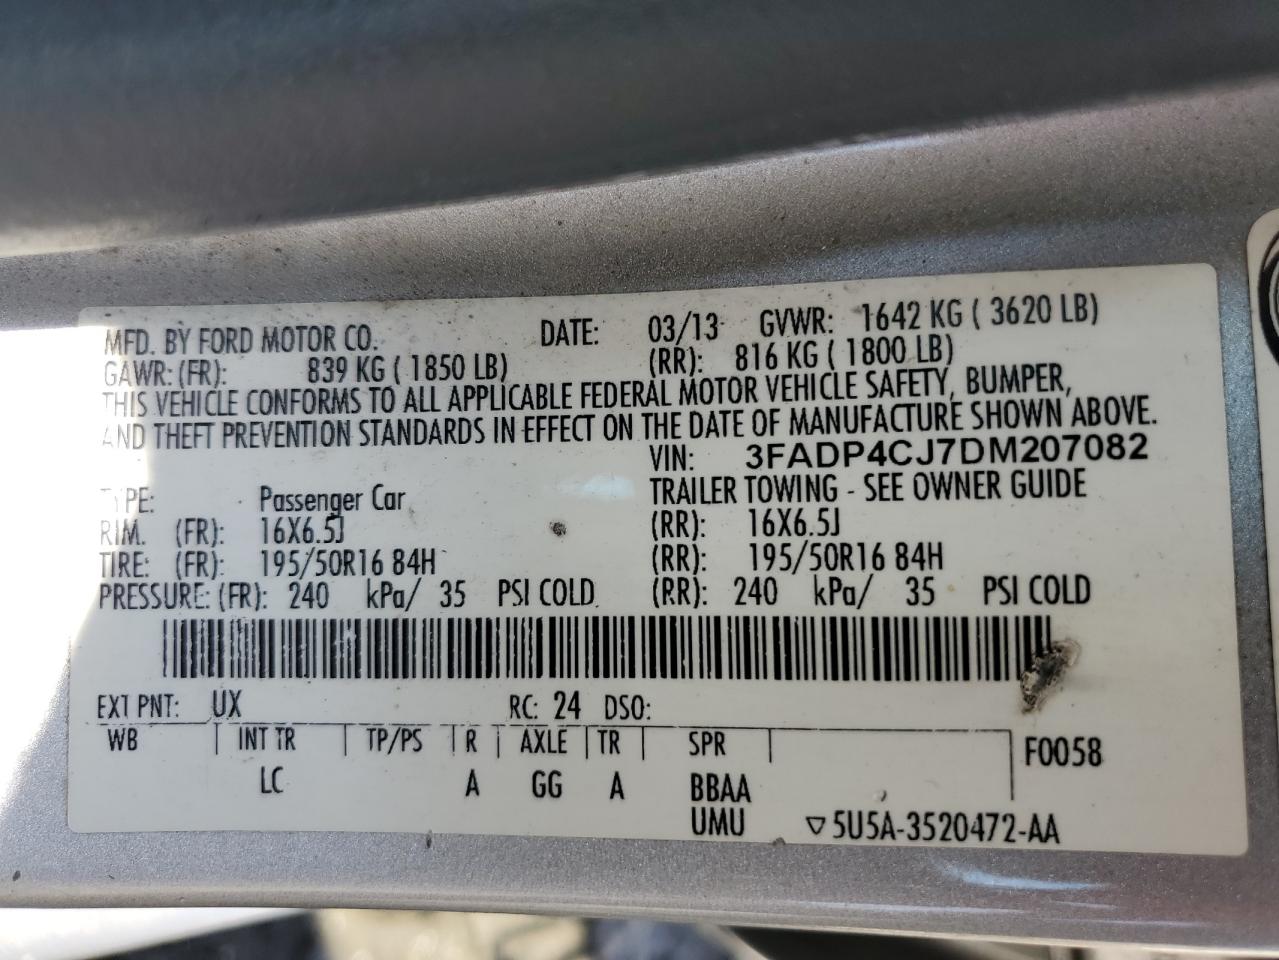 MFD. BY FORD MOTOR CO. DATE: 03/13 GVWR: 1642 KG ( 3620 LB)
GAWR: (FR): 839 KG ( 1850 LB) (RR): 816 KG ( 1800 LB)
THIS VEHICLE CONFORMS TO ALL APPLICABLE FEDERAL MOTOR VEHICLE SAFETY, BUMPER,
AND THEFT PREVENTION STANDARDS IN EFFECT ON THE DATE OF MANUFACTURE SHOWN ABOVE.
VIN: 3FADP4CJ7DM207082
TYPE: Passenger Car TRAILER TOWING - SEE OWNER GUIDE
RIM. (FR): 16X6.5J (RR): 16X6.5J
TIRE: (FR): 195/50R16 84H (RR): 195/50R16 84H
PRESSURE: (FR): 240 kPa/ 35 PSI COLD (RR): 240 kPa/ 35 PSI COLD
EXT PNT: UX RC: 24 DSO:
WB INT TR TP/PS R AXLE TR SPR F0058
LC A GG A BBAA
UMU ▽5U5A-3520472-AA